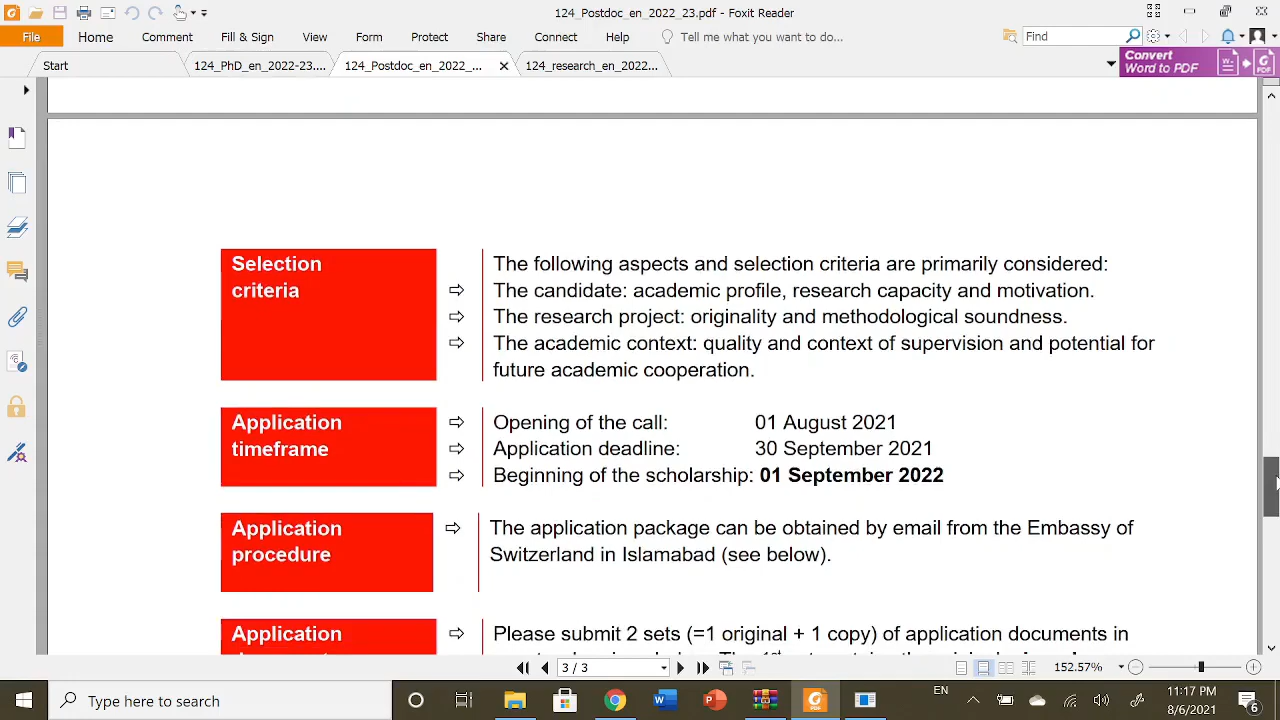 124_Postdoc_en_2022_23.pdf - Foxit Reader
File Home Comment Fill & Sign View Form Protect Share Connect Help Tell me what you want to do... Find
Start 124_PhD_en_2022-23.... 124_Postdoc_en_2022_... 124_research_en_2022...
Convert
Word to PDF
Selection
criteria
The following aspects and selection criteria are primarily considered:
⇨ The candidate: academic profile, research capacity and motivation.
⇨ The research project: originality and methodological soundness.
⇨ The academic context: quality and context of supervision and potential for
future academic cooperation.
Application
timeframe
⇨ Opening of the call: 01 August 2021
⇨ Application deadline: 30 September 2021
⇨ Beginning of the scholarship: 01 September 2022
Application
procedure
⇨ The application package can be obtained by email from the Embassy of
Switzerland in Islamabad (see below).
Application
⇨ Please submit 2 sets (=1 original + 1 copy) of application documents in
3 / 3 152.57%
Type here to search
EN
11:17 PM
8/6/2021
6